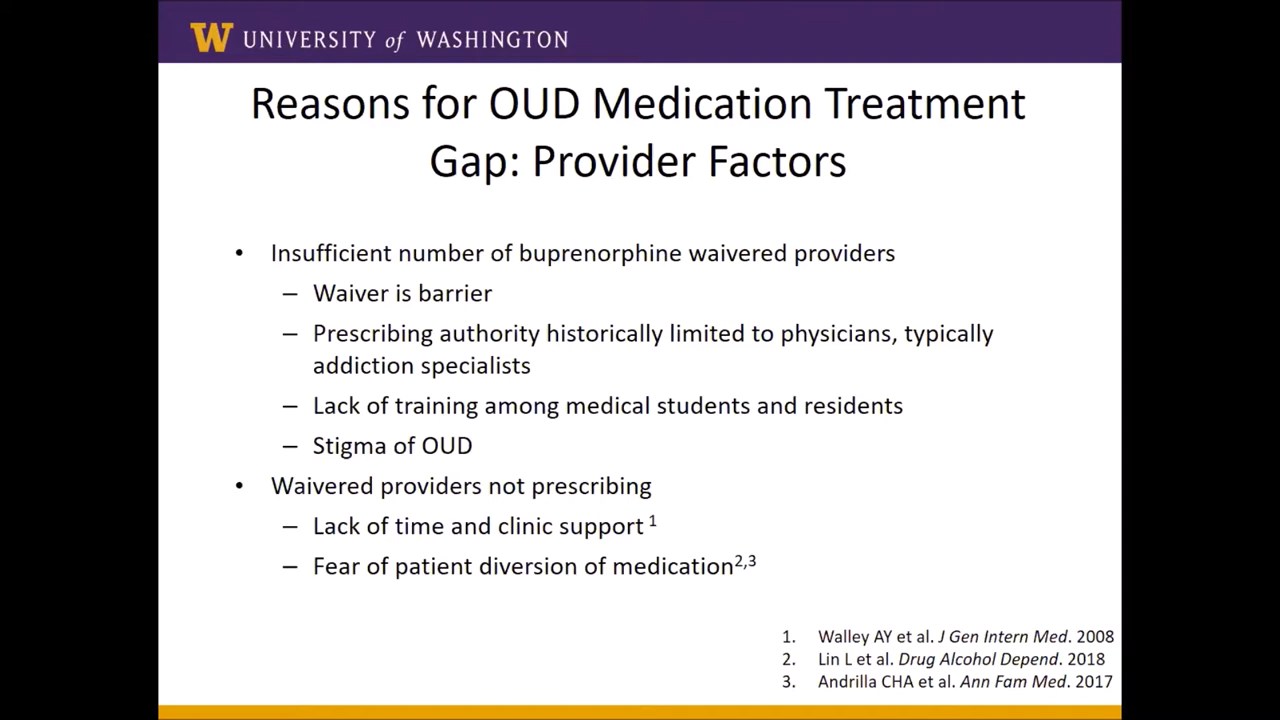 W UNIVERSITY of WASHINGTON
Reasons for OUD Medication Treatment
Gap: Provider Factors
• Insufficient number of buprenorphine waivered providers
– Waiver is barrier
– Prescribing authority historically limited to physicians, typically
addiction specialists
– Lack of training among medical students and residents
– Stigma of OUD
• Waivered providers not prescribing
– Lack of time and clinic support 1
– Fear of patient diversion of medication2,3
1. Walley AY et al. J Gen Intern Med. 2008
2. Lin L et al. Drug Alcohol Depend. 2018
3. Andrilla CHA et al. Ann Fam Med. 2017